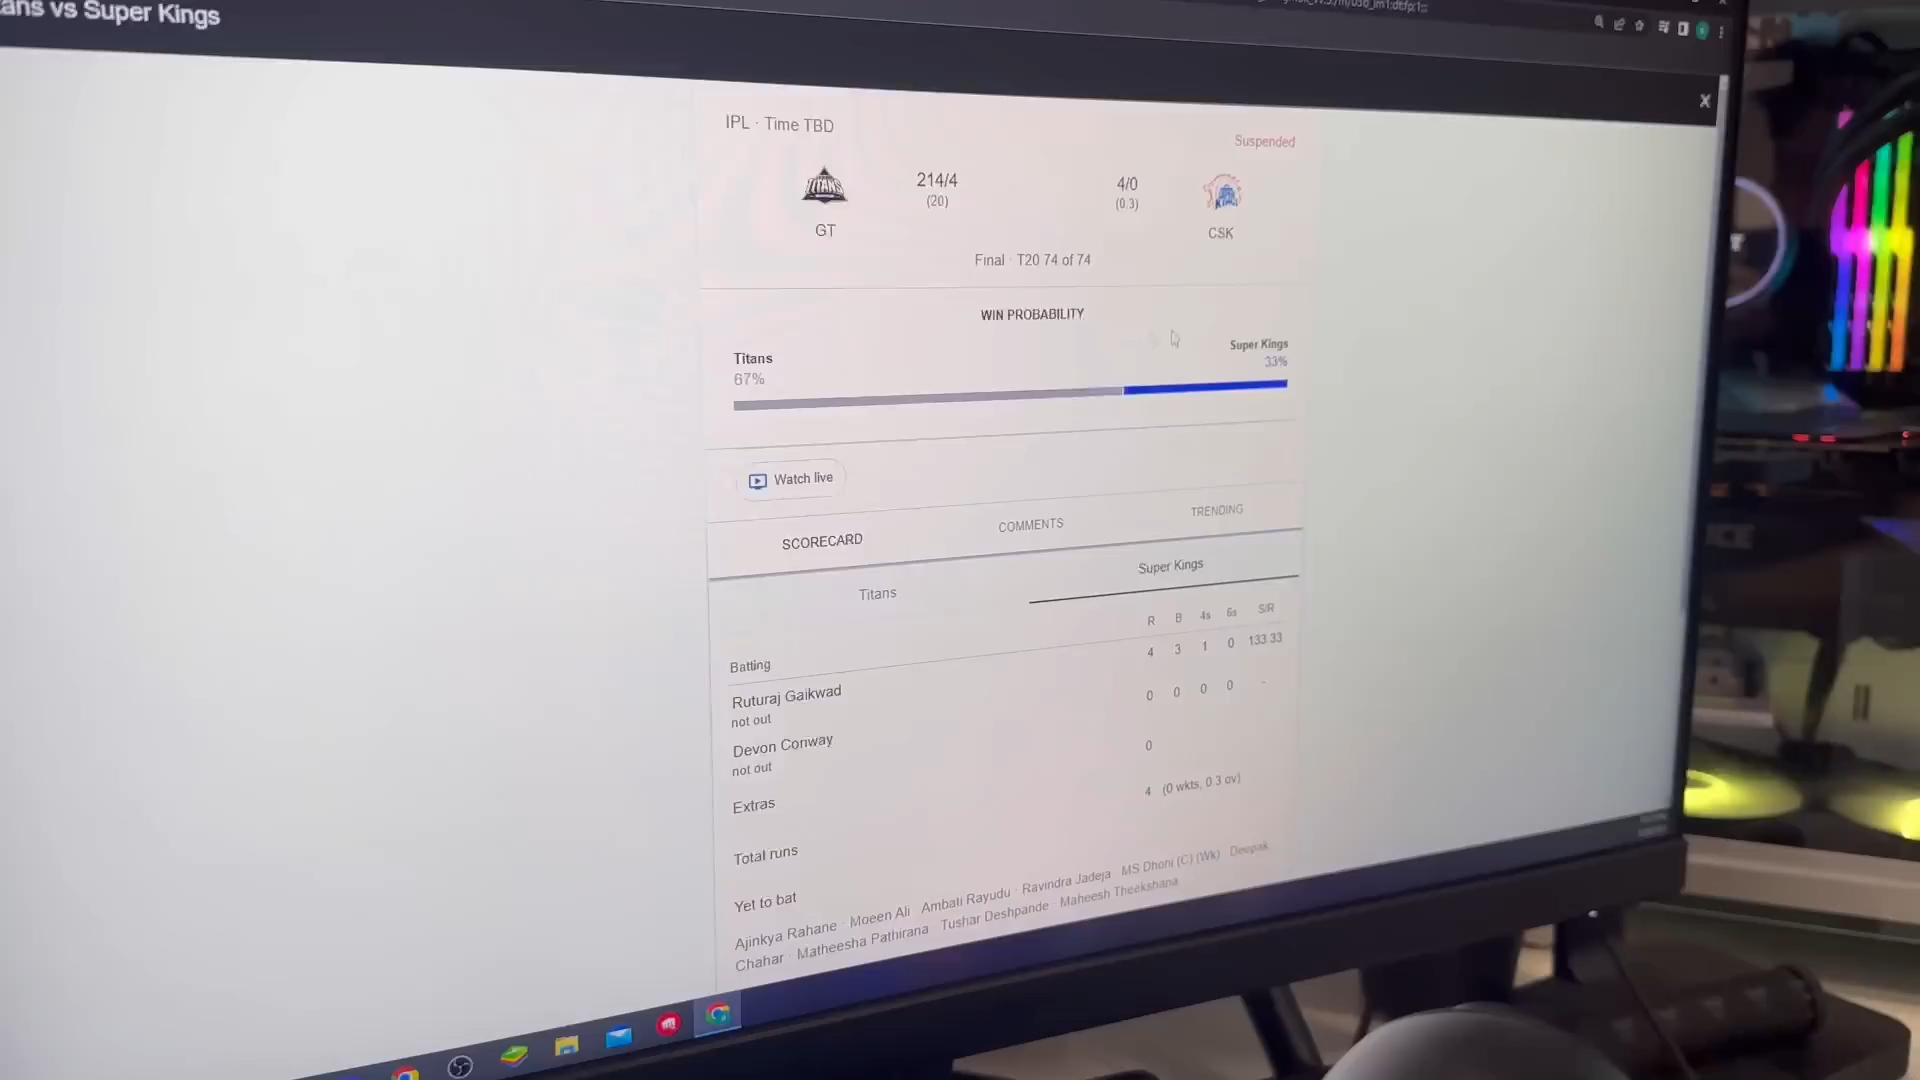 ans vs Super Kings
X
IPL · Time TBD
Suspended
TITANS
214/4
(20)
4/0
(0.3)
GT
CSK
Final · T20 74 of 74
WIN PROBABILITY
Titans
Super Kings
67%
33%
Watch live
SCORECARD
COMMENTS
TRENDING
Titans
Super Kings
Batting
R B 4s 6s S/R
4 3 1 0 133.33
Ruturaj Gaikwad
not out
0 0 0 0 -
Devon Conway
not out
0
Extras
4 (0 wkts, 0.3 ov)
Total runs
Yet to bat
Ajinkya Rahane · Moeen Ali · Ambati Rayudu · Ravindra Jadeja · MS Dhoni (C) (Wk) · Deepak
Chahar · Matheesha Pathirana · Tushar Deshpande · Maheesh Theekshana